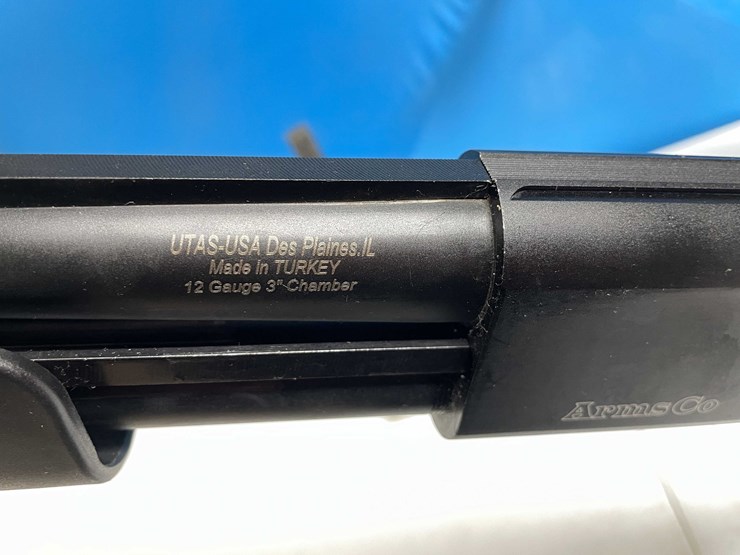 UTAS-USA Des Plaines.IL
Made in TURKEY
12 Gauge 3" Chamber
ArmsCo